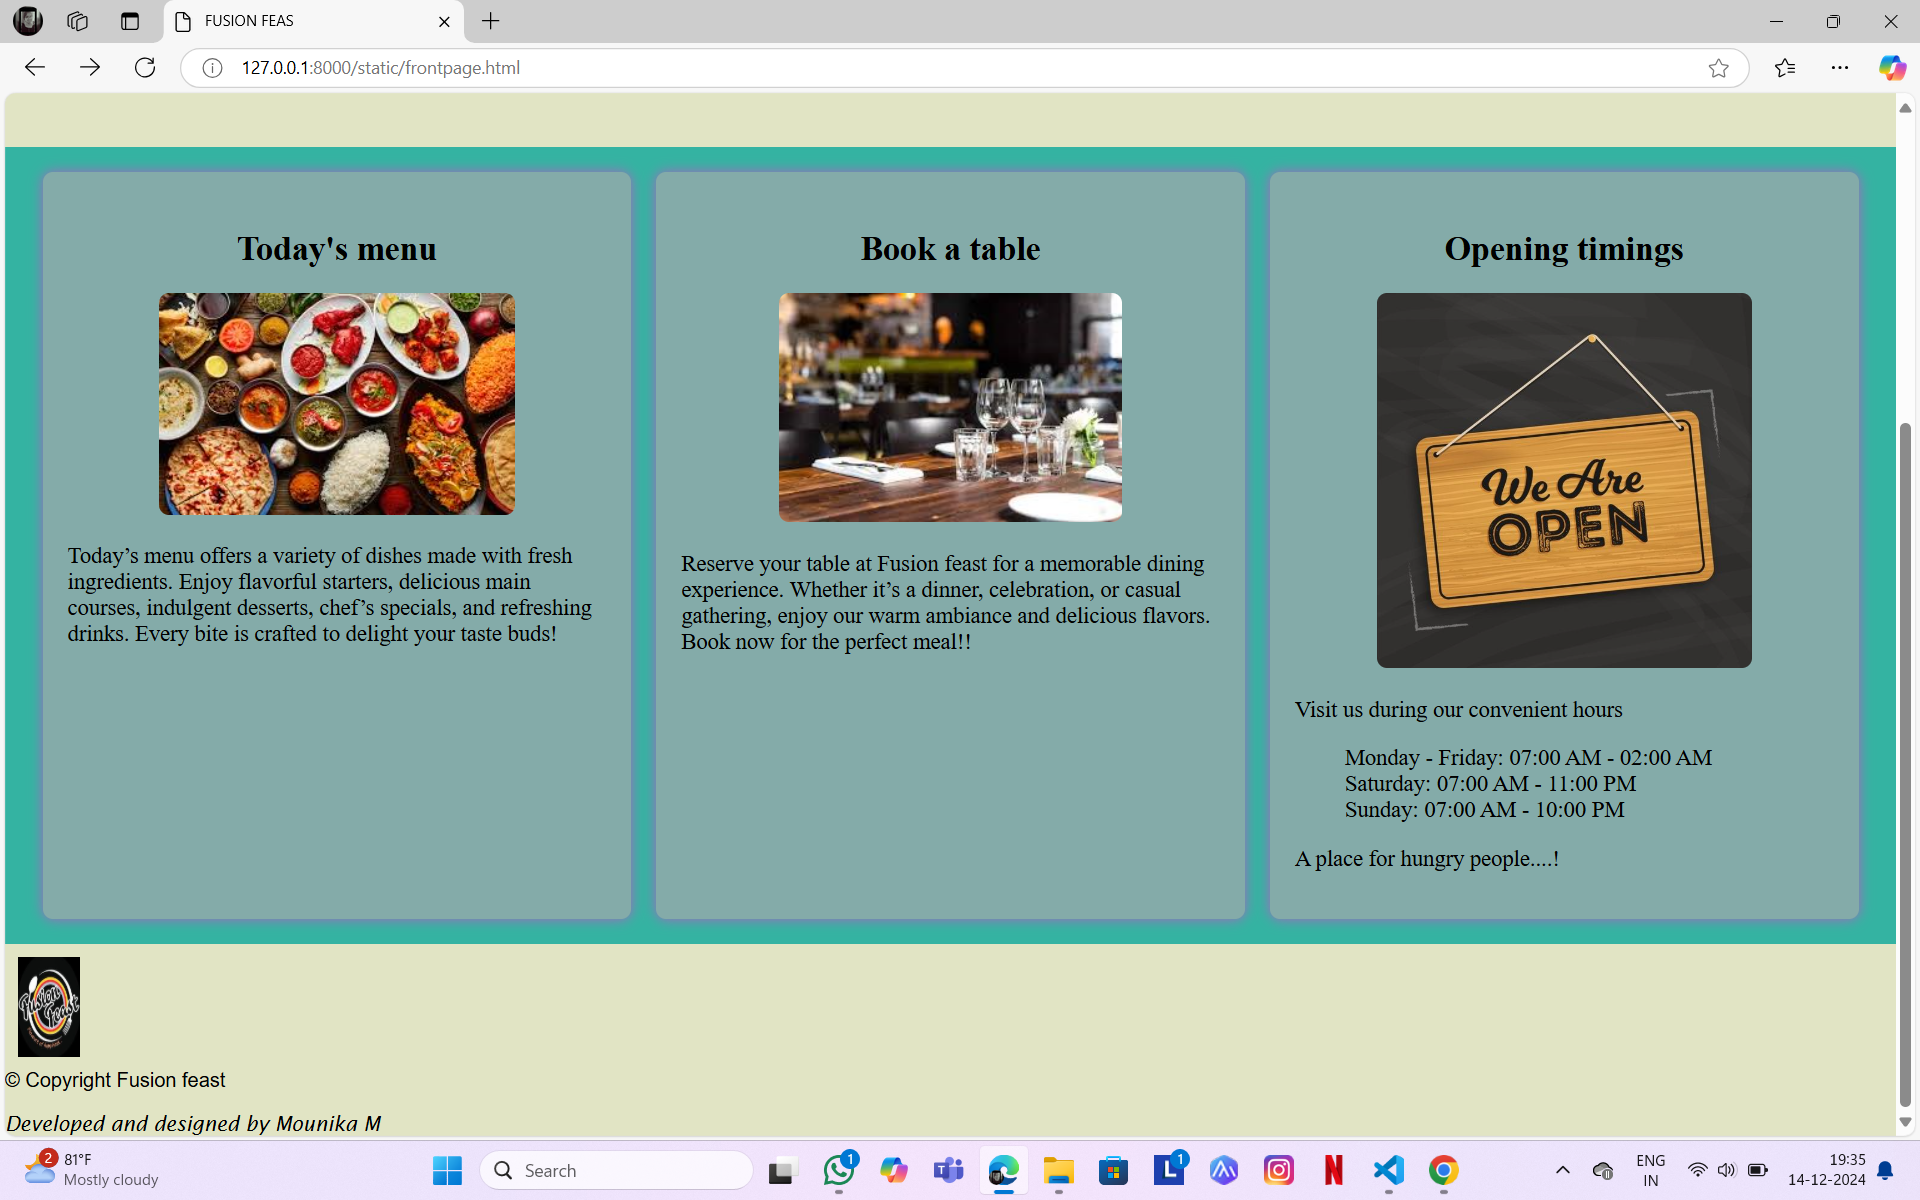 FUSION FEAS
127.0.0.1:8000/static/frontpage.html
Today's menu
Today’s menu offers a variety of dishes made with fresh
ingredients. Enjoy flavorful starters, delicious main
courses, indulgent desserts, chef’s specials, and refreshing
drinks. Every bite is crafted to delight your taste buds!
Book a table
Reserve your table at Fusion feast for a memorable dining
experience. Whether it’s a dinner, celebration, or casual
gathering, enjoy our warm ambiance and delicious flavors.
Book now for the perfect meal!!
Opening timings
We Are
OPEN
Visit us during our convenient hours
Monday - Friday: 07:00 AM - 02:00 AM
Saturday: 07:00 AM - 11:00 PM
Sunday: 07:00 AM - 10:00 PM
A place for hungry people....!
Fusion
Feast
© Copyright Fusion feast
Developed and designed by Mounika M
2
81°F
Mostly cloudy
Search
1
1
ENG
IN
19:35
14-12-2024